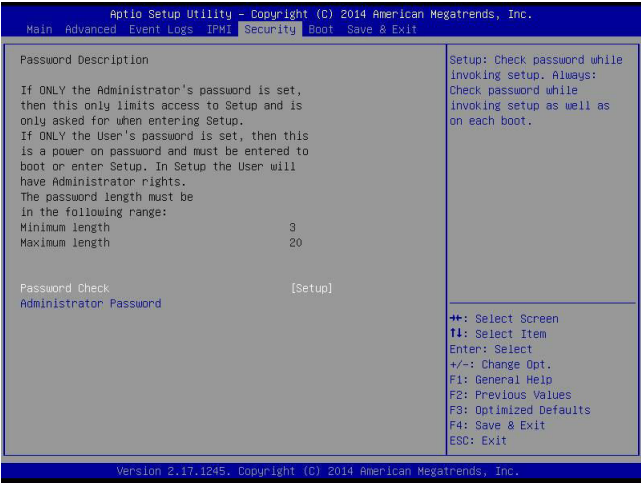 Aptio Setup Utility – Copyright (C) 2014 American Megatrends, Inc.
Main Advanced Event Logs IPMI Security Boot Save & Exit
Password Description
If ONLY the Administrator's password is set,
then this only limits access to Setup and is
only asked for when entering Setup.
If ONLY the User's password is set, then this
is a power on password and must be entered to
boot or enter Setup. In Setup the User will
have Administrator rights.
The password length must be
in the following range:
Minimum length 3
Maximum length 20
Password Check [Setup]
Administrator Password
Setup: Check password while
invoking setup. Always:
Check password while
invoking setup as well as
on each boot.
→←: Select Screen
↑↓: Select Item
Enter: Select
+/-: Change Opt.
F1: General Help
F2: Previous Values
F3: Optimized Defaults
F4: Save & Exit
ESC: Exit
Version 2.17.1245. Copyright (C) 2014 American Megatrends, Inc.